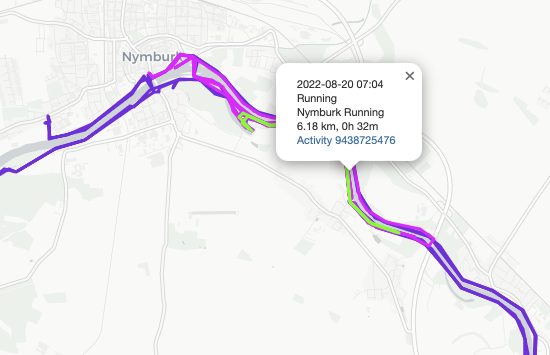 Nymburk
2022-08-20 07:04
Running
Nymburk Running
6.18 km, 0h 32m
Activity 9438725476